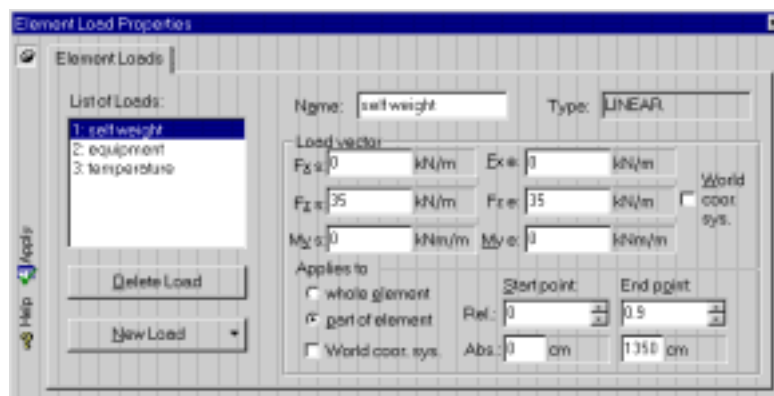 Element Load Properties
Element Loads
List of Loads:
1: self weight
2: equipment
3: temperature
Delete Load
New Load
Name: self weight Type: LINEAR
Load vector
Fx s: 0 kN/m Fx e: 0 kN/m
Fz s: 35 kN/m Fz e: 35 kN/m
My s: 0 kNm/m My e: 0 kNm/m
World
coor.
sys.
Applies to
whole element
part of element
World coor. sys.
Start point End point
Rel.: 0 0.9
Abs.: 0 cm 1350 cm
Apply
Help